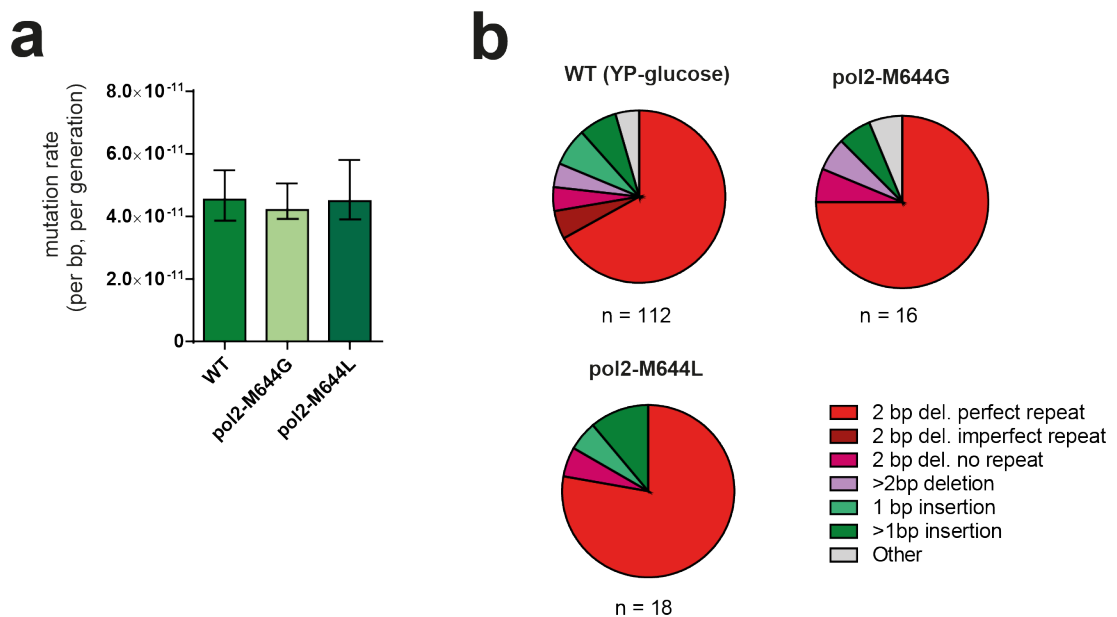 a
mutation rate
(per bp, per generation)
8.0×10-11
6.0×10-11
4.0×10-11
2.0×10-11
0
WT
pol2-M644G
pol2-M644L
b
WT (YP-glucose)
n = 112
pol2-M644G
n = 16
pol2-M644L
n = 18
2 bp del. perfect repeat
2 bp del. imperfect repeat
2 bp del. no repeat
>2bp deletion
1 bp insertion
>1bp insertion
Other